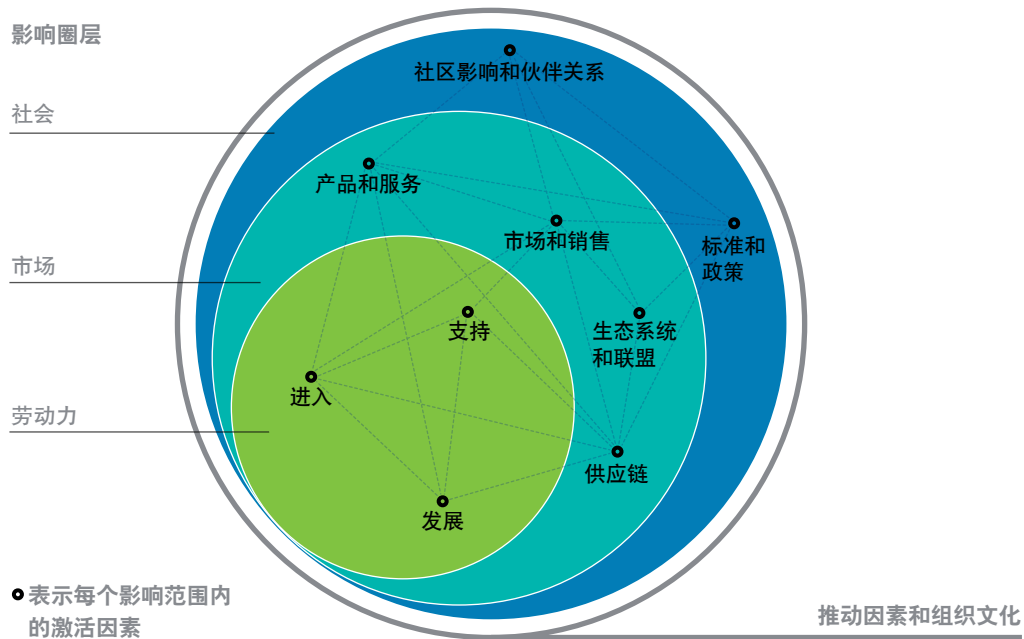 影响圈层
社区影响和伙伴关系
社会
产品和服务
市场和销售
标准和
政策
市场
支持
生态系统
和联盟
进入
劳动力
供应链
发展
表示每个影响范围内
的激活因素
推动因素和组织文化